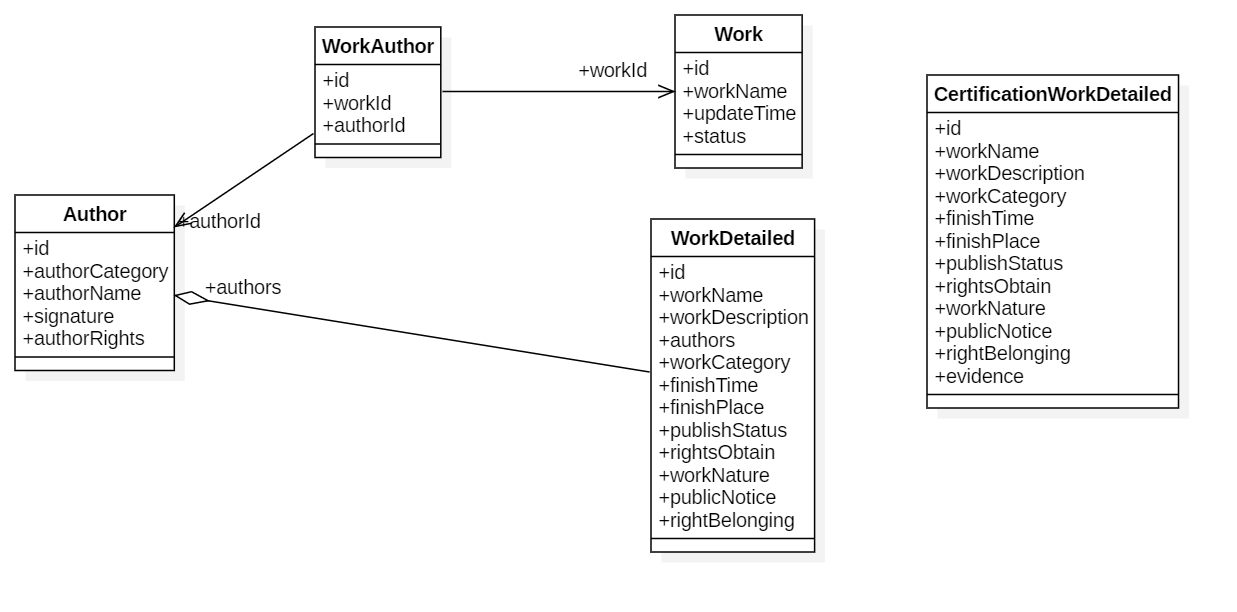 WorkAuthor
+id
+workId
+authorId
+workId
Work
+id
+workName
+updateTime
+status
CertificationWorkDetailed
+id
+workName
+workDescription
+workCategory
+finishTime
+finishPlace
+publishStatus
+rightsObtain
+workNature
+publicNotice
+rightBelonging
+evidence
Author
+id
+authorCategory
+authorName
+signature
+authorRights
+authorId
+authors
WorkDetailed
+id
+workName
+workDescription
+authors
+workCategory
+finishTime
+finishPlace
+publishStatus
+rightsObtain
+workNature
+publicNotice
+rightBelonging